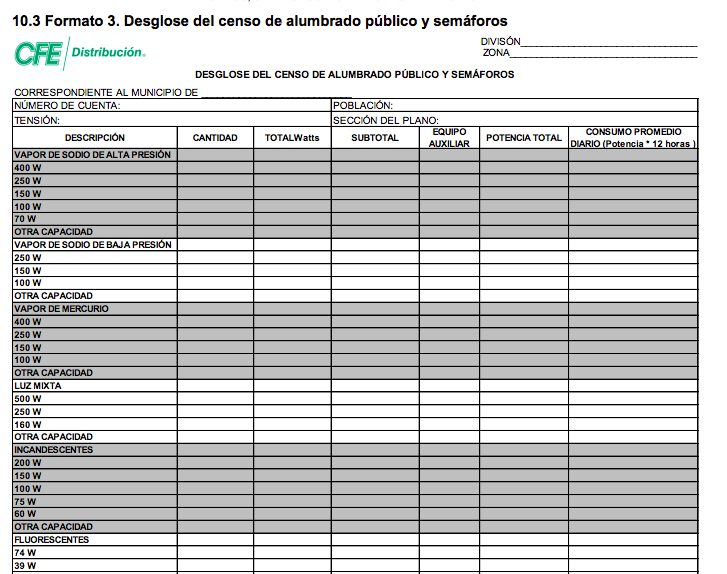 10.3 Formato 3. Desglose del censo de alumbrado público y semáforos
CFE Distribución®
DIVISIÓN
ZONA
DESGLOSE DEL CENSO DE ALUMBRADO PÚBLICO Y SEMÁFOROS
CORRESPONDIENTE AL MUNICIPIO DE
NÚMERO DE CUENTA: POBLACIÓN:
TENSIÓN: SECCIÓN DEL PLANO:
DESCRIPCIÓN CANTIDAD TOTALWatts SUBTOTAL EQUIPO AUXILIAR POTENCIA TOTAL CONSUMO PROMEDIO DIARIO (Potencia * 12 horas )
VAPOR DE SODIO DE ALTA PRESIÓN
400 W
250 W
150 W
100 W
70 W
OTRA CAPACIDAD
VAPOR DE SODIO DE BAJA PRESIÓN
250 W
150 W
100 W
OTRA CAPACIDAD
VAPOR DE MERCURIO
400 W
250 W
150 W
100 W
OTRA CAPACIDAD
LUZ MIXTA
500 W
250 W
160 W
OTRA CAPACIDAD
INCANDESCENTES
200 W
150 W
100 W
75 W
60 W
OTRA CAPACIDAD
FLUORESCENTES
74 W
39 W